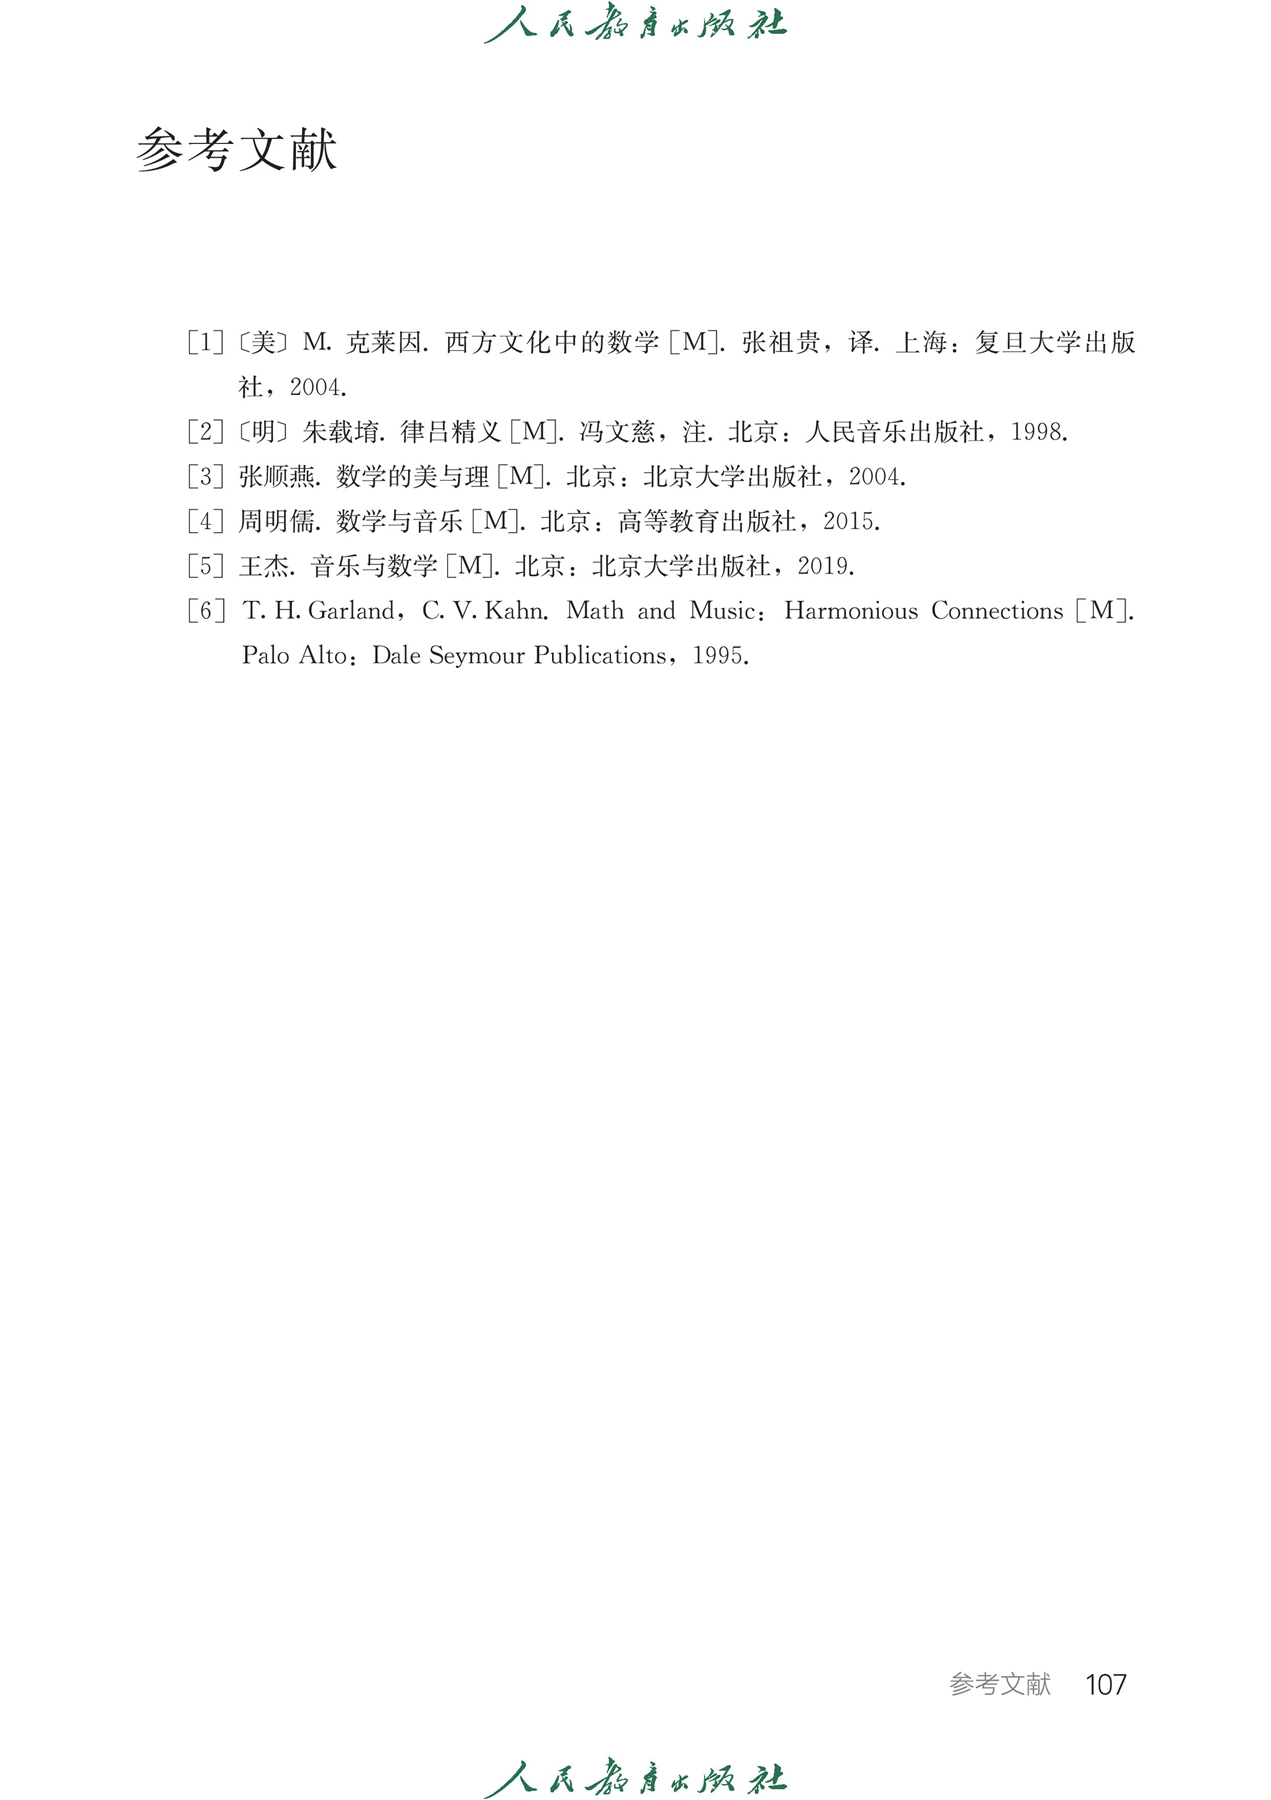 人民教育出版社
参考文献
［1］〔美〕M. 克莱因. 西方文化中的数学［M］. 张祖贵，译. 上海：复旦大学出版
社，2004.
［2］〔明〕朱载堉. 律吕精义［M］. 冯文慈，注. 北京：人民音乐出版社，1998.
［3］张顺燕. 数学的美与理［M］. 北京：北京大学出版社，2004.
［4］周明儒. 数学与音乐［M］. 北京：高等教育出版社，2015.
［5］王杰. 音乐与数学［M］. 北京：北京大学出版社，2019.
［6］T. H. Garland，C. V. Kahn. Math and Music：Harmonious Connections［M］.
Palo Alto：Dale Seymour Publications，1995.
参考文献 107
人民教育出版社